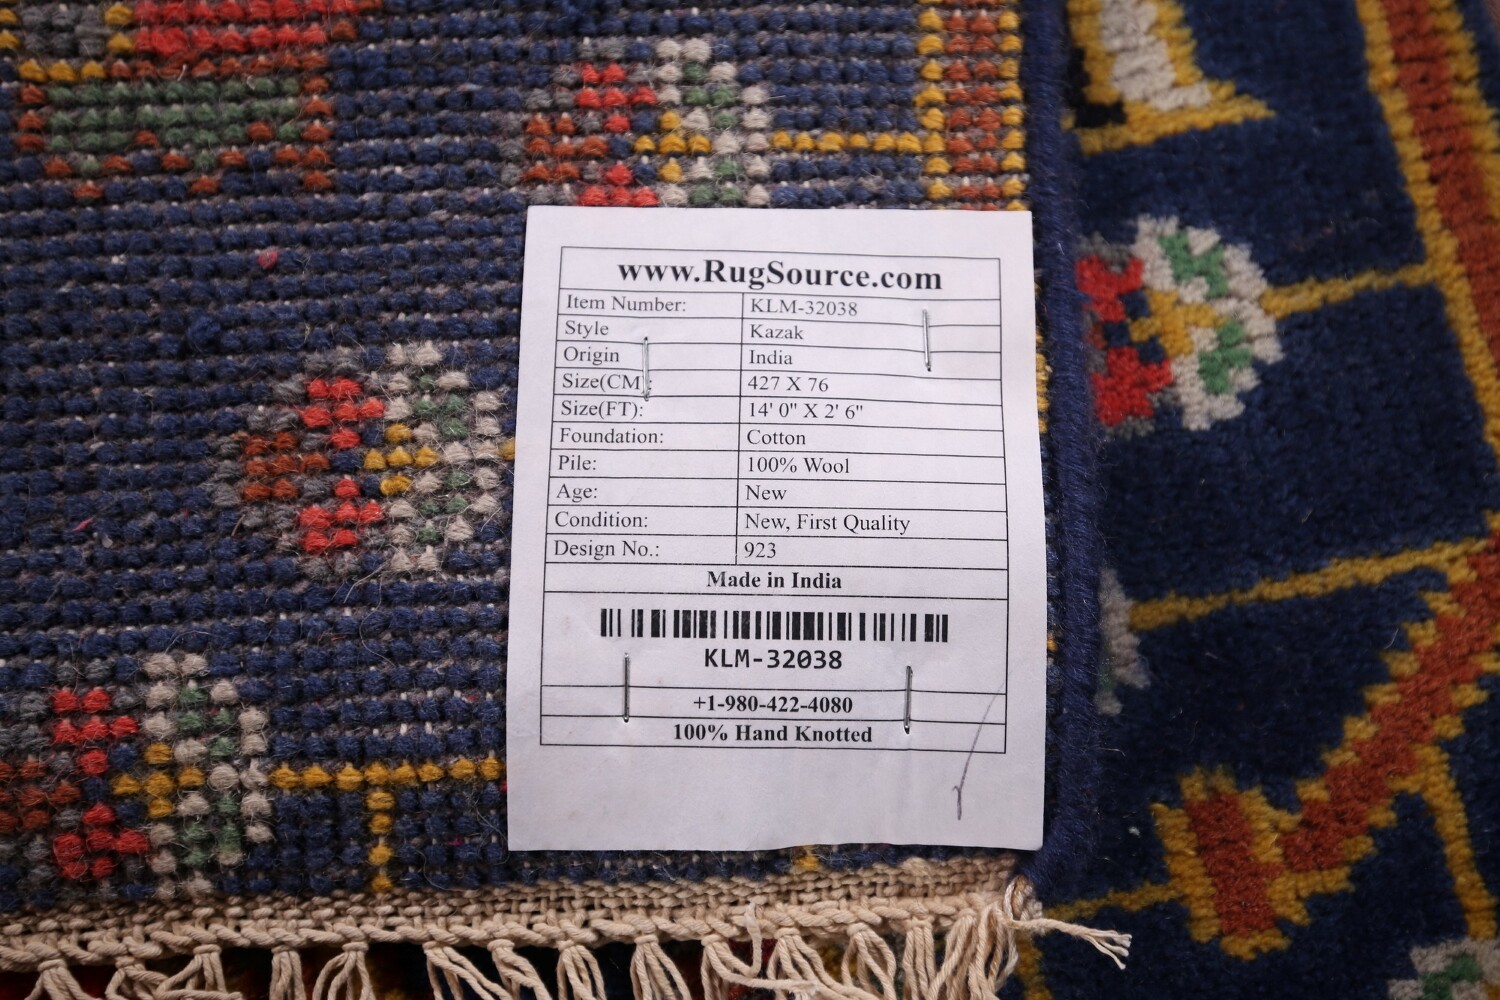 www.RugSource.com
Item Number: KLM-32038
Style Kazak
Origin India
Size(CM): 427 X 76
Size(FT): 14' 0" X 2' 6"
Foundation: Cotton
Pile: 100% Wool
Age: New
Condition: New, First Quality
Design No.: 923
Made in India
KLM-32038
+1-980-422-4080
100% Hand Knotted